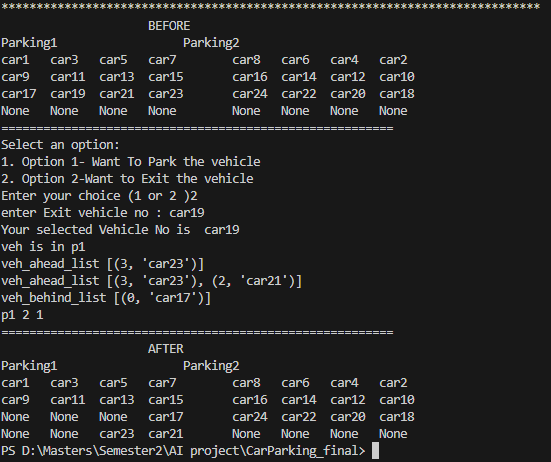 *****************************************************************************
BEFORE
Parking1 Parking2
car1 car3 car5 car7 car8 car6 car4 car2
car9 car11 car13 car15 car16 car14 car12 car10
car17 car19 car21 car23 car24 car22 car20 car18
None None None None None None None None
========================================================
Select an option:
1. Option 1- Want To Park the vehicle
2. Option 2-Want to Exit the vehicle
Enter your choice (1 or 2 )2
enter Exit vehicle no : car19
Your selected Vehicle No is  car19
veh is in p1
veh_ahead_list [(3, 'car23')]
veh_ahead_list [(3, 'car23'), (2, 'car21')]
veh_behind_list [(0, 'car17')]
p1 2 1
========================================================
AFTER
Parking1 Parking2
car1 car3 car5 car7 car8 car6 car4 car2
car9 car11 car13 car15 car16 car14 car12 car10
None None None car17 car24 car22 car20 car18
None None car23 car21 None None None None
PS D:\Masters\Semester2\AI project\CarParking_final>